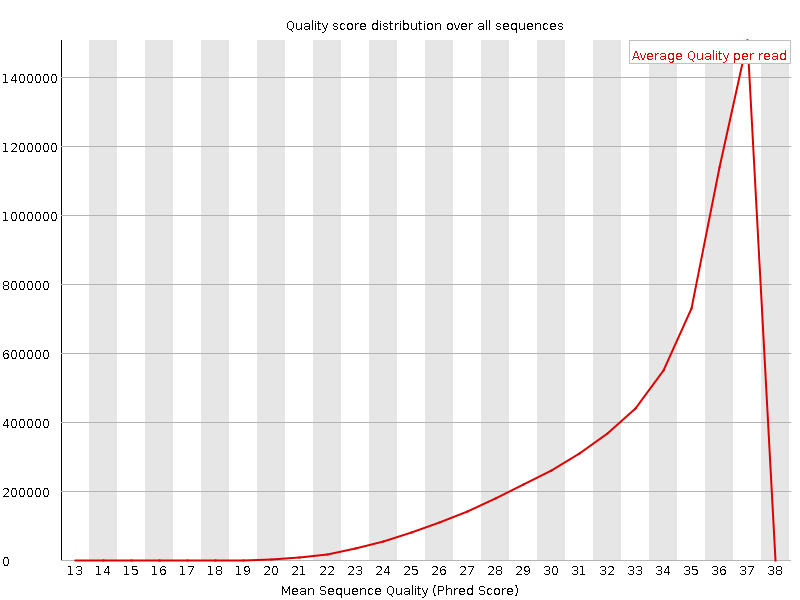 Quality score distribution over all sequences
Average Quality per read
1400000
1200000
1000000
800000
600000
400000
200000
0
13 14 15 16 17 18 19 20 21 22 23 24 25 26 27 28 29 30 31 32 33 34 35 36 37 38
Mean Sequence Quality (Phred Score)